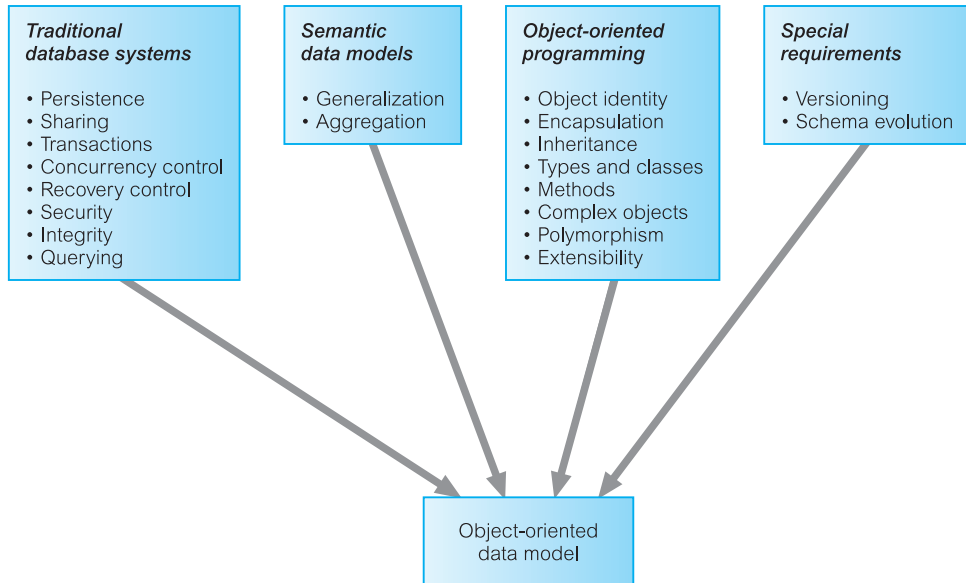 Traditional
database systems
• Persistence
• Sharing
• Transactions
• Concurrency control
• Recovery control
• Security
• Integrity
• Querying
Semantic
data models
• Generalization
• Aggregation
Object-oriented
programming
• Object identity
• Encapsulation
• Inheritance
• Types and classes
• Methods
• Complex objects
• Polymorphism
• Extensibility
Special
requirements
• Versioning
• Schema evolution
Object-oriented
data model